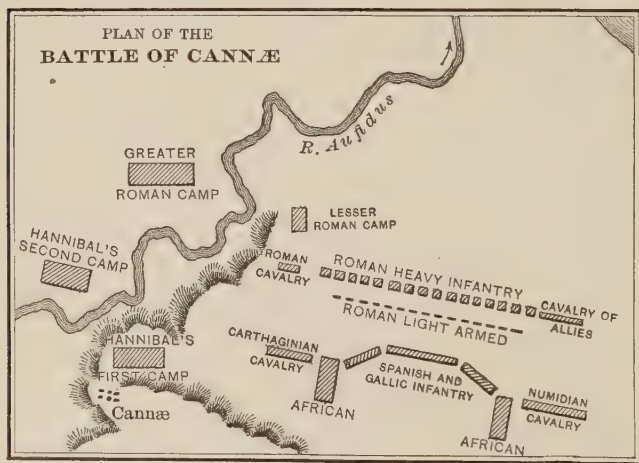 PLAN OF THE
BATTLE OF CANNÆ
R. Aufidus
GREATER
ROMAN CAMP
LESSER
ROMAN CAMP
HANNIBAL'S
SECOND CAMP
ROMAN
CAVALRY
ROMAN HEAVY INFANTRY
CAVALRY OF
ALLIES
ROMAN LIGHT ARMED
HANNIBAL'S
FIRST CAMP
CARTHAGINIAN
CAVALRY
SPANISH AND
GALLIC INFANTRY
NUMIDIAN
CAVALRY
AFRICAN
AFRICAN
Cannæ